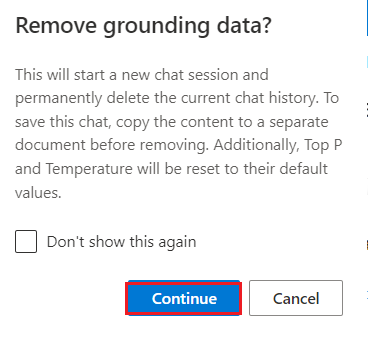 Remove grounding data?
This will start a new chat session and
permanently delete the current chat history. To
save this chat, copy the content to a separate
document before removing. Additionally, Top P
and Temperature will be reset to their default
values.
Don't show this again
Continue
Cancel